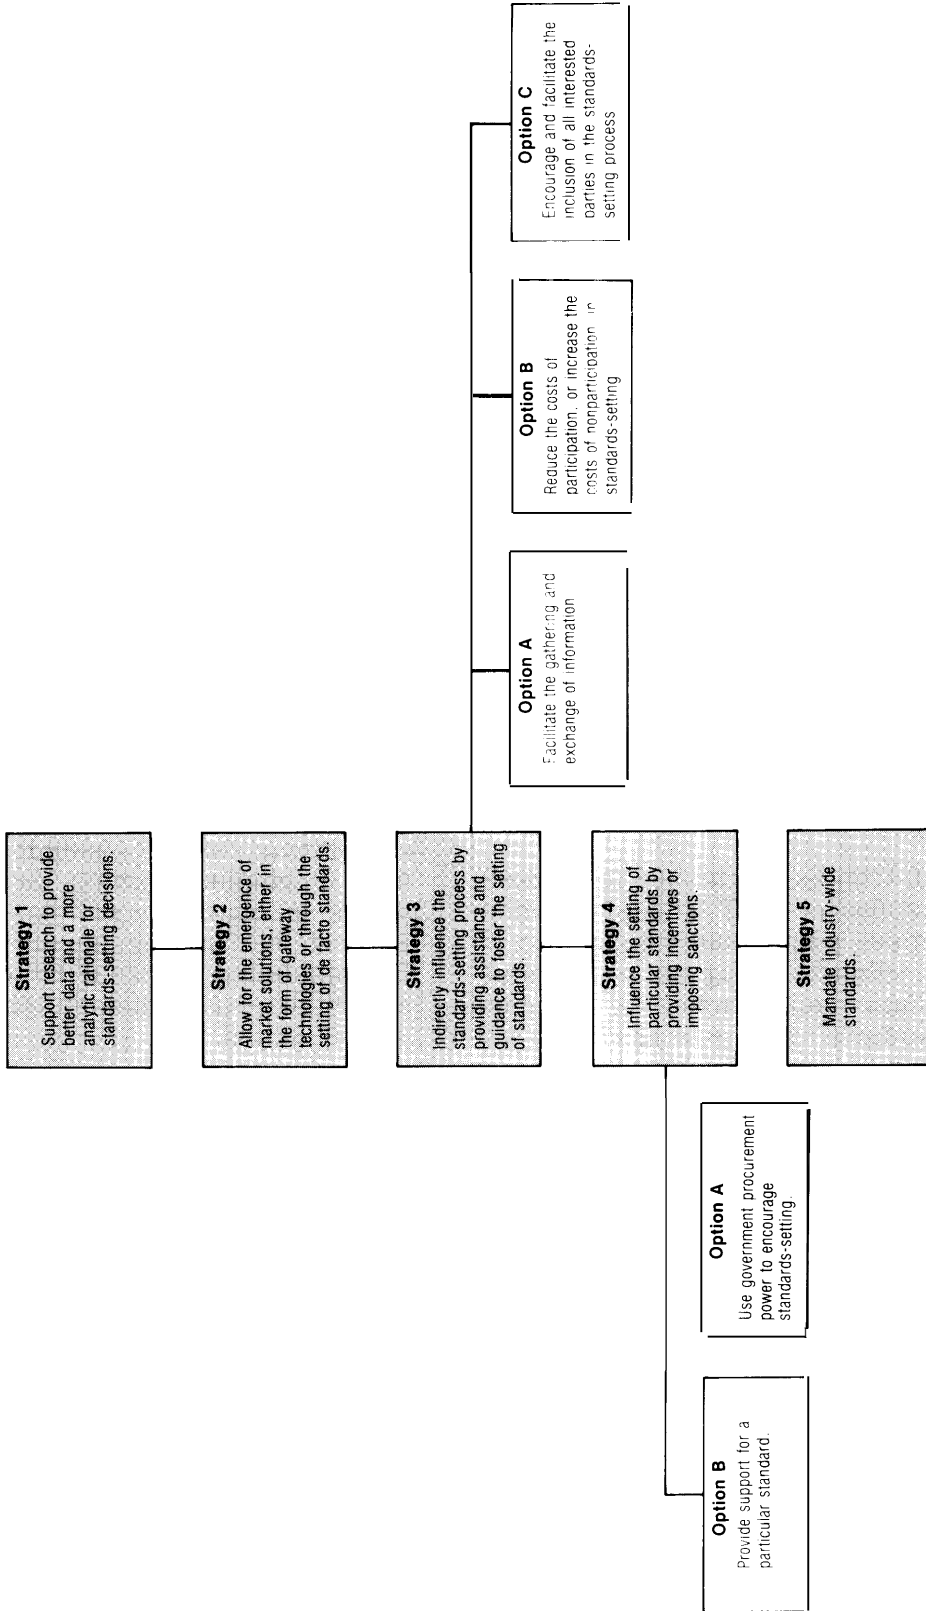 Strategy 1
Support research to provide
better data and a more
analytic rationale for
standards-setting decisions.
Strategy 2
Allow for the emergence of
market solutions, either in
the form of gateway
technologies or through the
setting of de facto standards.
Strategy 3
Indirectly influence the
standards-setting process by
providing assistance and
guidance to foster the setting
of standards.
Option A
Facilitate the gathering and
exchange of information
Option B
Reduce the costs of
participation, or increase the
costs of nonparticipation in
standards-setting
Option C
Encourage and facilitate the
inclusion of all interested
parties in the standards-
setting process
Strategy 4
Influence the setting of
particular standards by
providing incentives or
imposing sanctions.
Option B
Provide support for a
particular standard.
Option A
Use government procurement
power to encourage
standards-setting.
Strategy 5
Mandate industry-wide
standards.